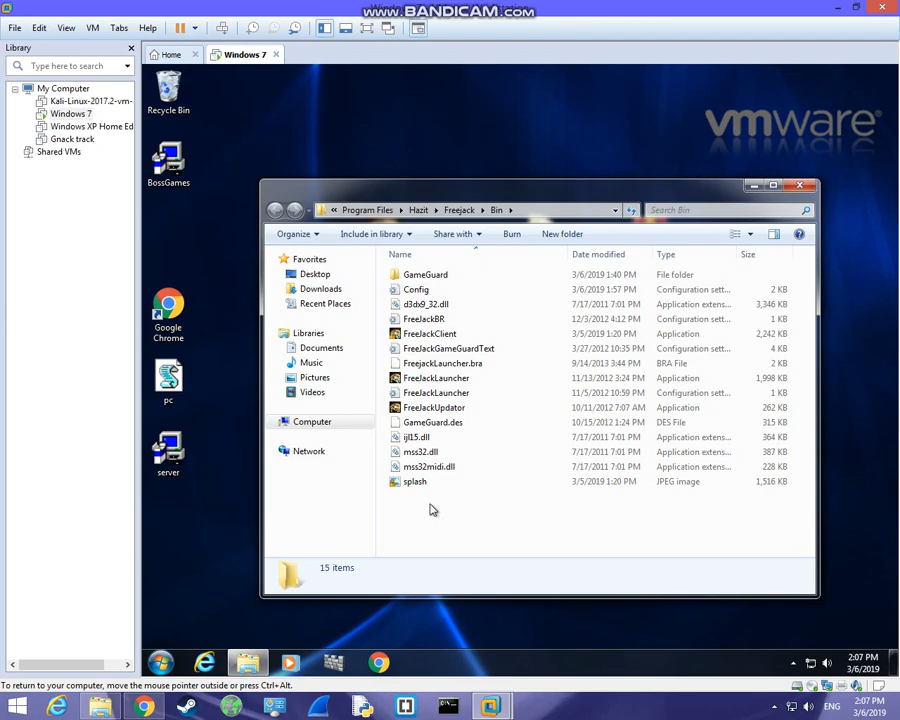 www.BANDICAM.com
File Edit View VM Tabs Help
Library
Home
Windows 7
Type here to search
My Computer
Kali-Linux-2017.2-vm-
Windows 7
Windows XP Home Ed
Gnack track
Shared VMs
Recycle Bin
BossGames
Google
Chrome
pc
server
vmware
Program Files Hazit Freejack Bin
Search Bin
Organize Include in library Share with Burn New folder
Name Date modified Type Size
Favorites
Desktop
Downloads
Recent Places
Libraries
Documents
Music
Pictures
Videos
Computer
Network
GameGuard 3/6/2019 1:40 PM File folder
Config 3/6/2019 1:57 PM Configuration sett... 2 KB
d3dx9_32.dll 7/17/2011 7:01 PM Application extens... 3,346 KB
FreeJackBR 12/3/2012 4:12 PM Configuration sett... 1 KB
FreeJackClient 3/5/2019 1:20 PM Application 2,242 KB
FreeJackGameGuardText 3/27/2012 10:35 PM Configuration sett... 4 KB
FreejackLauncher.bra 9/14/2013 3:44 PM BRA File 2 KB
FreeJackLauncher 11/13/2012 3:24 PM Application 1,998 KB
FreeJackLauncher 11/5/2012 10:59 PM Configuration sett... 1 KB
FreeJackUpdator 10/11/2012 7:07 AM Application 262 KB
GameGuard.des 10/15/2012 1:24 PM DES File 315 KB
ijl15.dll 7/17/2011 7:01 PM Application extens... 364 KB
mss32.dll 7/17/2011 7:01 PM Application extens... 387 KB
mss32midi.dll 7/17/2011 7:01 PM Application extens... 228 KB
splash 3/5/2019 1:20 PM JPEG image 1,516 KB
15 items
2:07 PM
3/6/2019
To return to your computer, move the mouse pointer outside or press Ctrl+Alt.
ENG
2:07 PM
3/6/2019